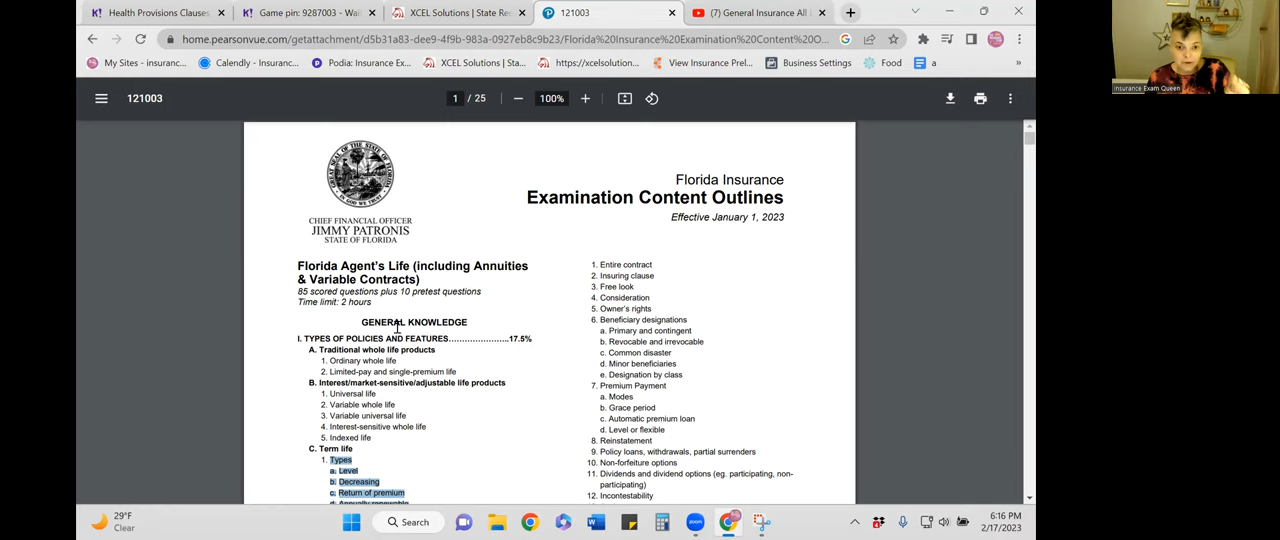 Health Provisions Clauses
Game pin: 9287003 - Wai
XCEL Solutions | State Re
121003
(7) General Insurance All
home.pearsonvue.com/getattachment/d5b31a83-dee9-4f9b-983a-0927eb8c9b23/Florida%20Insurance%20Examination%20Content%20O...
My Sites - insuranc...
Calendly - Insuranc...
Podia: Insurance Ex...
XCEL Solutions | Sta...
https://xcelsolution...
View Insurance Prel...
Business Settings
Food
a
»
Insurance Exam Queen
121003
1 / 25
100%
Florida Insurance
Examination Content Outlines
Effective January 1, 2023
CHIEF FINANCIAL OFFICER
JIMMY PATRONIS
STATE OF FLORIDA
Florida Agent's Life (including Annuities
& Variable Contracts)
85 scored questions plus 10 pretest questions
Time limit: 2 hours
GENERAL KNOWLEDGE
I. TYPES OF POLICIES AND FEATURES.....................17.5%
A. Traditional whole life products
1. Ordinary whole life
2. Limited-pay and single-premium life
B. Interest/market-sensitive/adjustable life products
1. Universal life
2. Variable whole life
3. Variable universal life
4. Interest-sensitive whole life
5. Indexed life
C. Term life
1. Types
a. Level
b. Decreasing
c. Return of premium
d. Annually renewable
1. Entire contract
2. Insuring clause
3. Free look
4. Consideration
5. Owner's rights
6. Beneficiary designations
a. Primary and contingent
b. Revocable and irrevocable
c. Common disaster
d. Minor beneficiaries
e. Designation by class
7. Premium Payment
a. Modes
b. Grace period
c. Automatic premium loan
d. Level or flexible
8. Reinstatement
9. Policy loans, withdrawals, partial surrenders
10. Non-forfeiture options
11. Dividends and dividend options (eg. participating, non-
participating)
12. Incontestability
29°F
Clear
Search
6:16 PM
2/17/2023